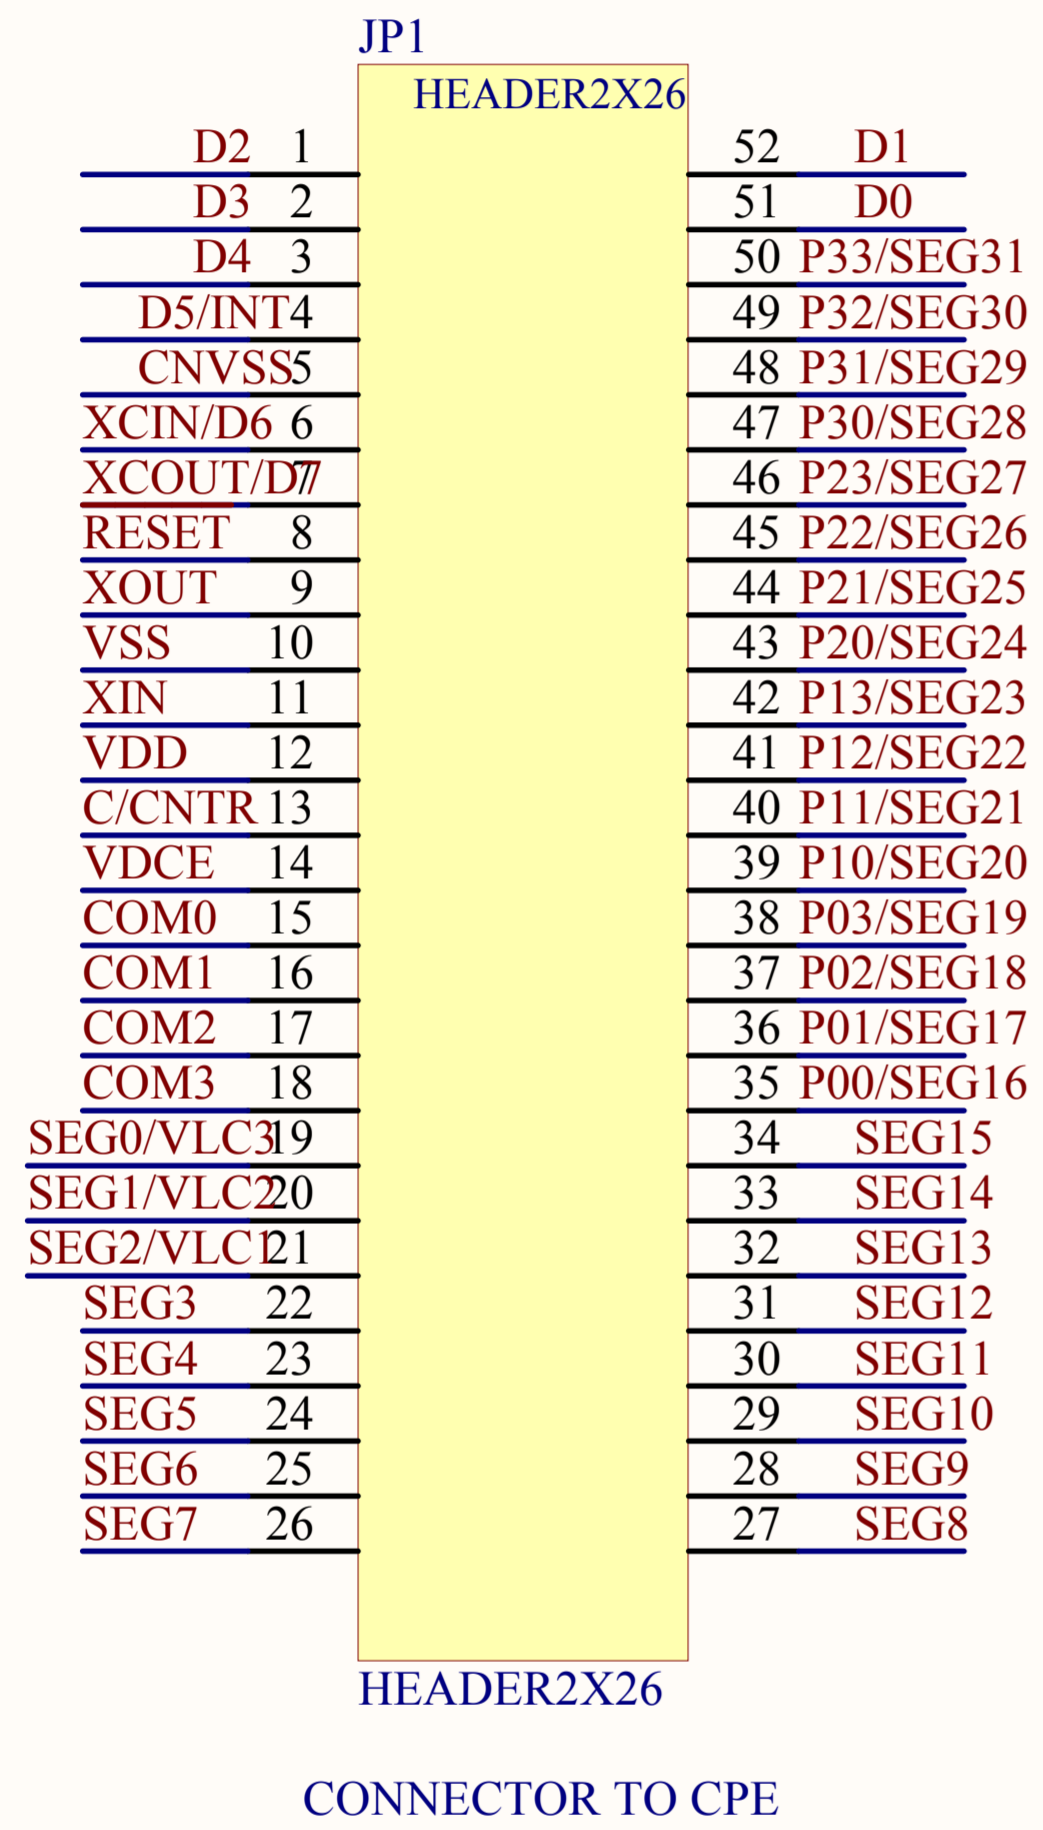 JP1
HEADER2X26
D2 1 52 D1
D3 2 51 D0
D4 3 50 P33/SEG31
D5/INT 4 49 P32/SEG30
CNVSS 5 48 P31/SEG29
XCIN/D6 6 47 P30/SEG28
XCOUT/D7 7 46 P23/SEG27
RESET 8 45 P22/SEG26
XOUT 9 44 P21/SEG25
VSS 10 43 P20/SEG24
XIN 11 42 P13/SEG23
VDD 12 41 P12/SEG22
C/CNTR 13 40 P11/SEG21
VDCE 14 39 P10/SEG20
COM0 15 38 P03/SEG19
COM1 16 37 P02/SEG18
COM2 17 36 P01/SEG17
COM3 18 35 P00/SEG16
SEG0/VLC3 19 34 SEG15
SEG1/VLC2 20 33 SEG14
SEG2/VLC1 21 32 SEG13
SEG3 22 31 SEG12
SEG4 23 30 SEG11
SEG5 24 29 SEG10
SEG6 25 28 SEG9
SEG7 26 27 SEG8
HEADER2X26
CONNECTOR TO CPE